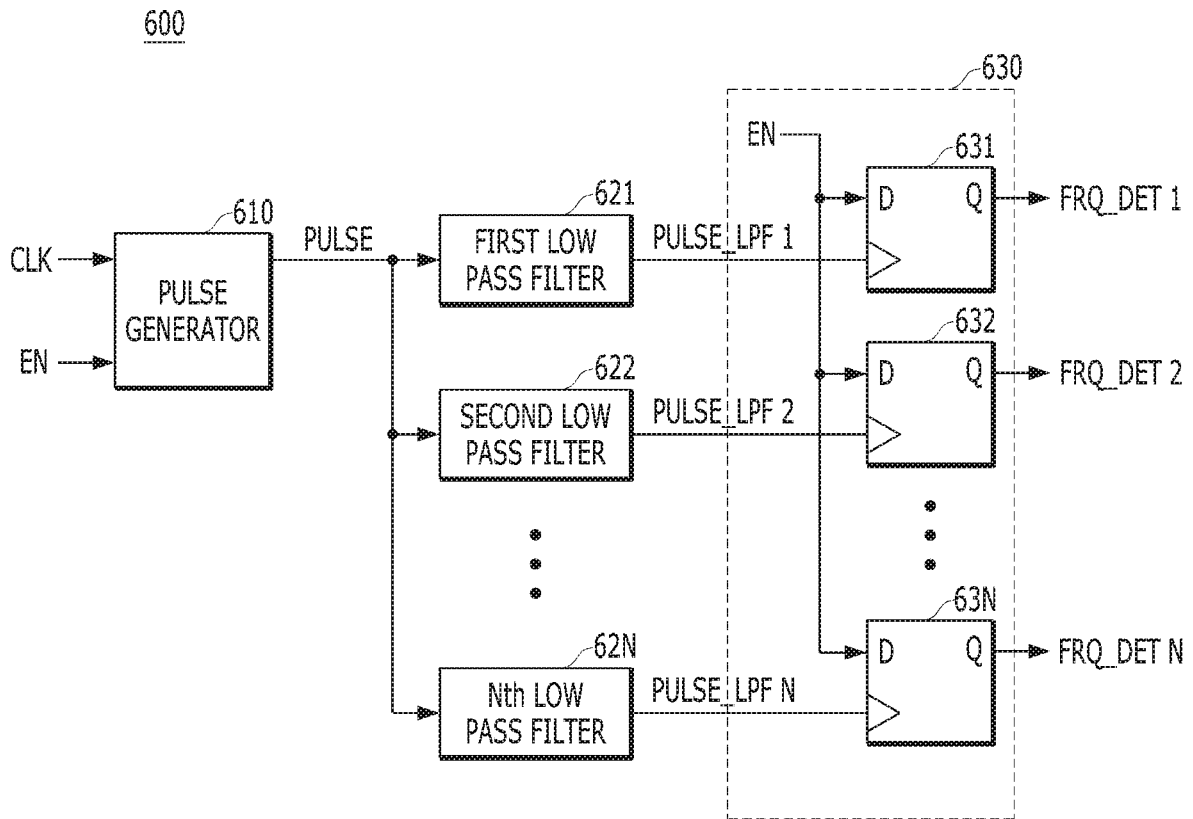 600
630
EN
631
D Q
FRQ_DET 1
610
CLK
EN
PULSE
GENERATOR
PULSE
621
FIRST LOW
PASS FILTER
PULSE_LPF 1
632
D Q
FRQ_DET 2
622
SECOND LOW
PASS FILTER
PULSE_LPF 2
63N
D Q
FRQ_DET N
62N
Nth LOW
PASS FILTER
PULSE_LPF N